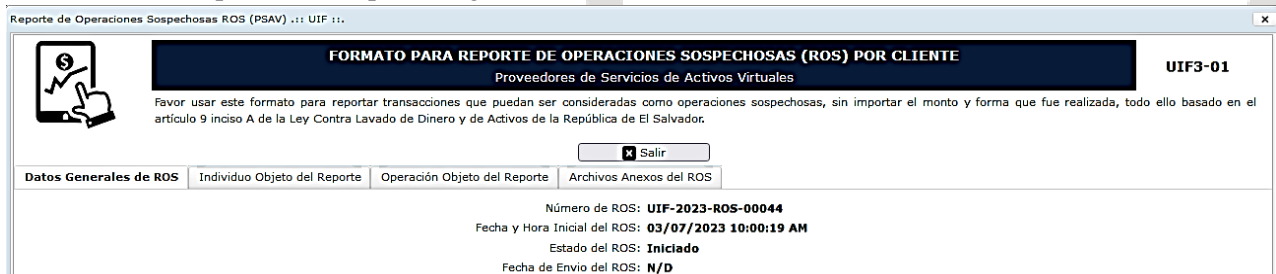 Reporte de Operaciones Sospechosas ROS (PSAV) .:: UIF ::.
x
FORMATO PARA REPORTE DE OPERACIONES SOSPECHOSAS (ROS) POR CLIENTE
Proveedores de Servicios de Activos Virtuales
UIF3-01
Favor usar este formato para reportar transacciones que puedan ser consideradas como operaciones sospechosas, sin importar el monto y forma que fue realizada, todo ello basado en el
artículo 9 inciso A de la Ley Contra Lavado de Dinero y de Activos de la República de El Salvador.
Salir
Datos Generales de ROS Individuo Objeto del Reporte Operación Objeto del Reporte Archivos Anexos del ROS
Número de ROS: UIF-2023-ROS-00044
Fecha y Hora Inicial del ROS: 03/07/2023 10:00:19 AM
Estado del ROS: Iniciado
Fecha de Envio del ROS: N/D